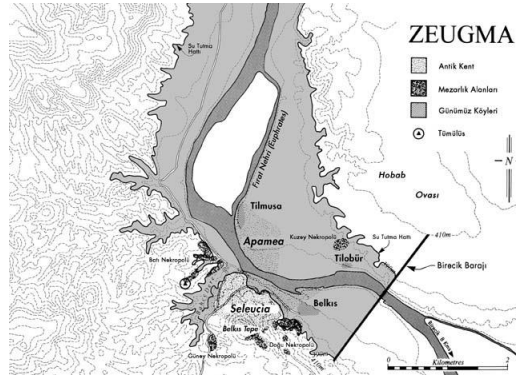 ZEUGMA
Su Tutma
Hattı
Antik Kent
Mezarlık Alanları
Günümüz Köyleri
Tümülüs
N
Fırat Nehri (Euphrates)
Hobab
Ovası
Tilmusa
Apamea
Kuzey Nekropolü
Su Tutma Hattı
410m
Tilobür
Birecik Barajı
Batı Nekropolü
Seleucia
Belkıs
Belkıs Tepe
Doğu Nekropolü
Güney Nekropolü
Kilometres
0
2